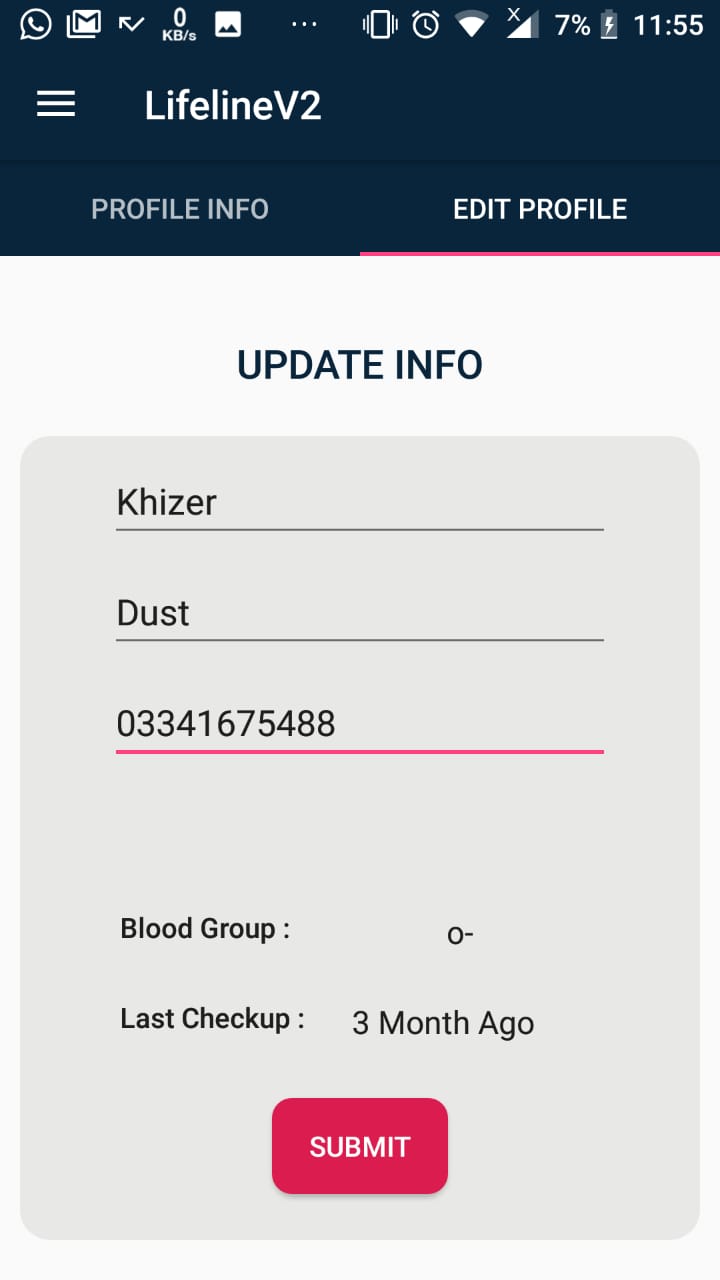 0
KB/s
... X 7% 11:55
LifelineV2
PROFILE INFO EDIT PROFILE
UPDATE INFO
Khizer
Dust
03341675488
Blood Group : o-
Last Checkup : 3 Month Ago
SUBMIT